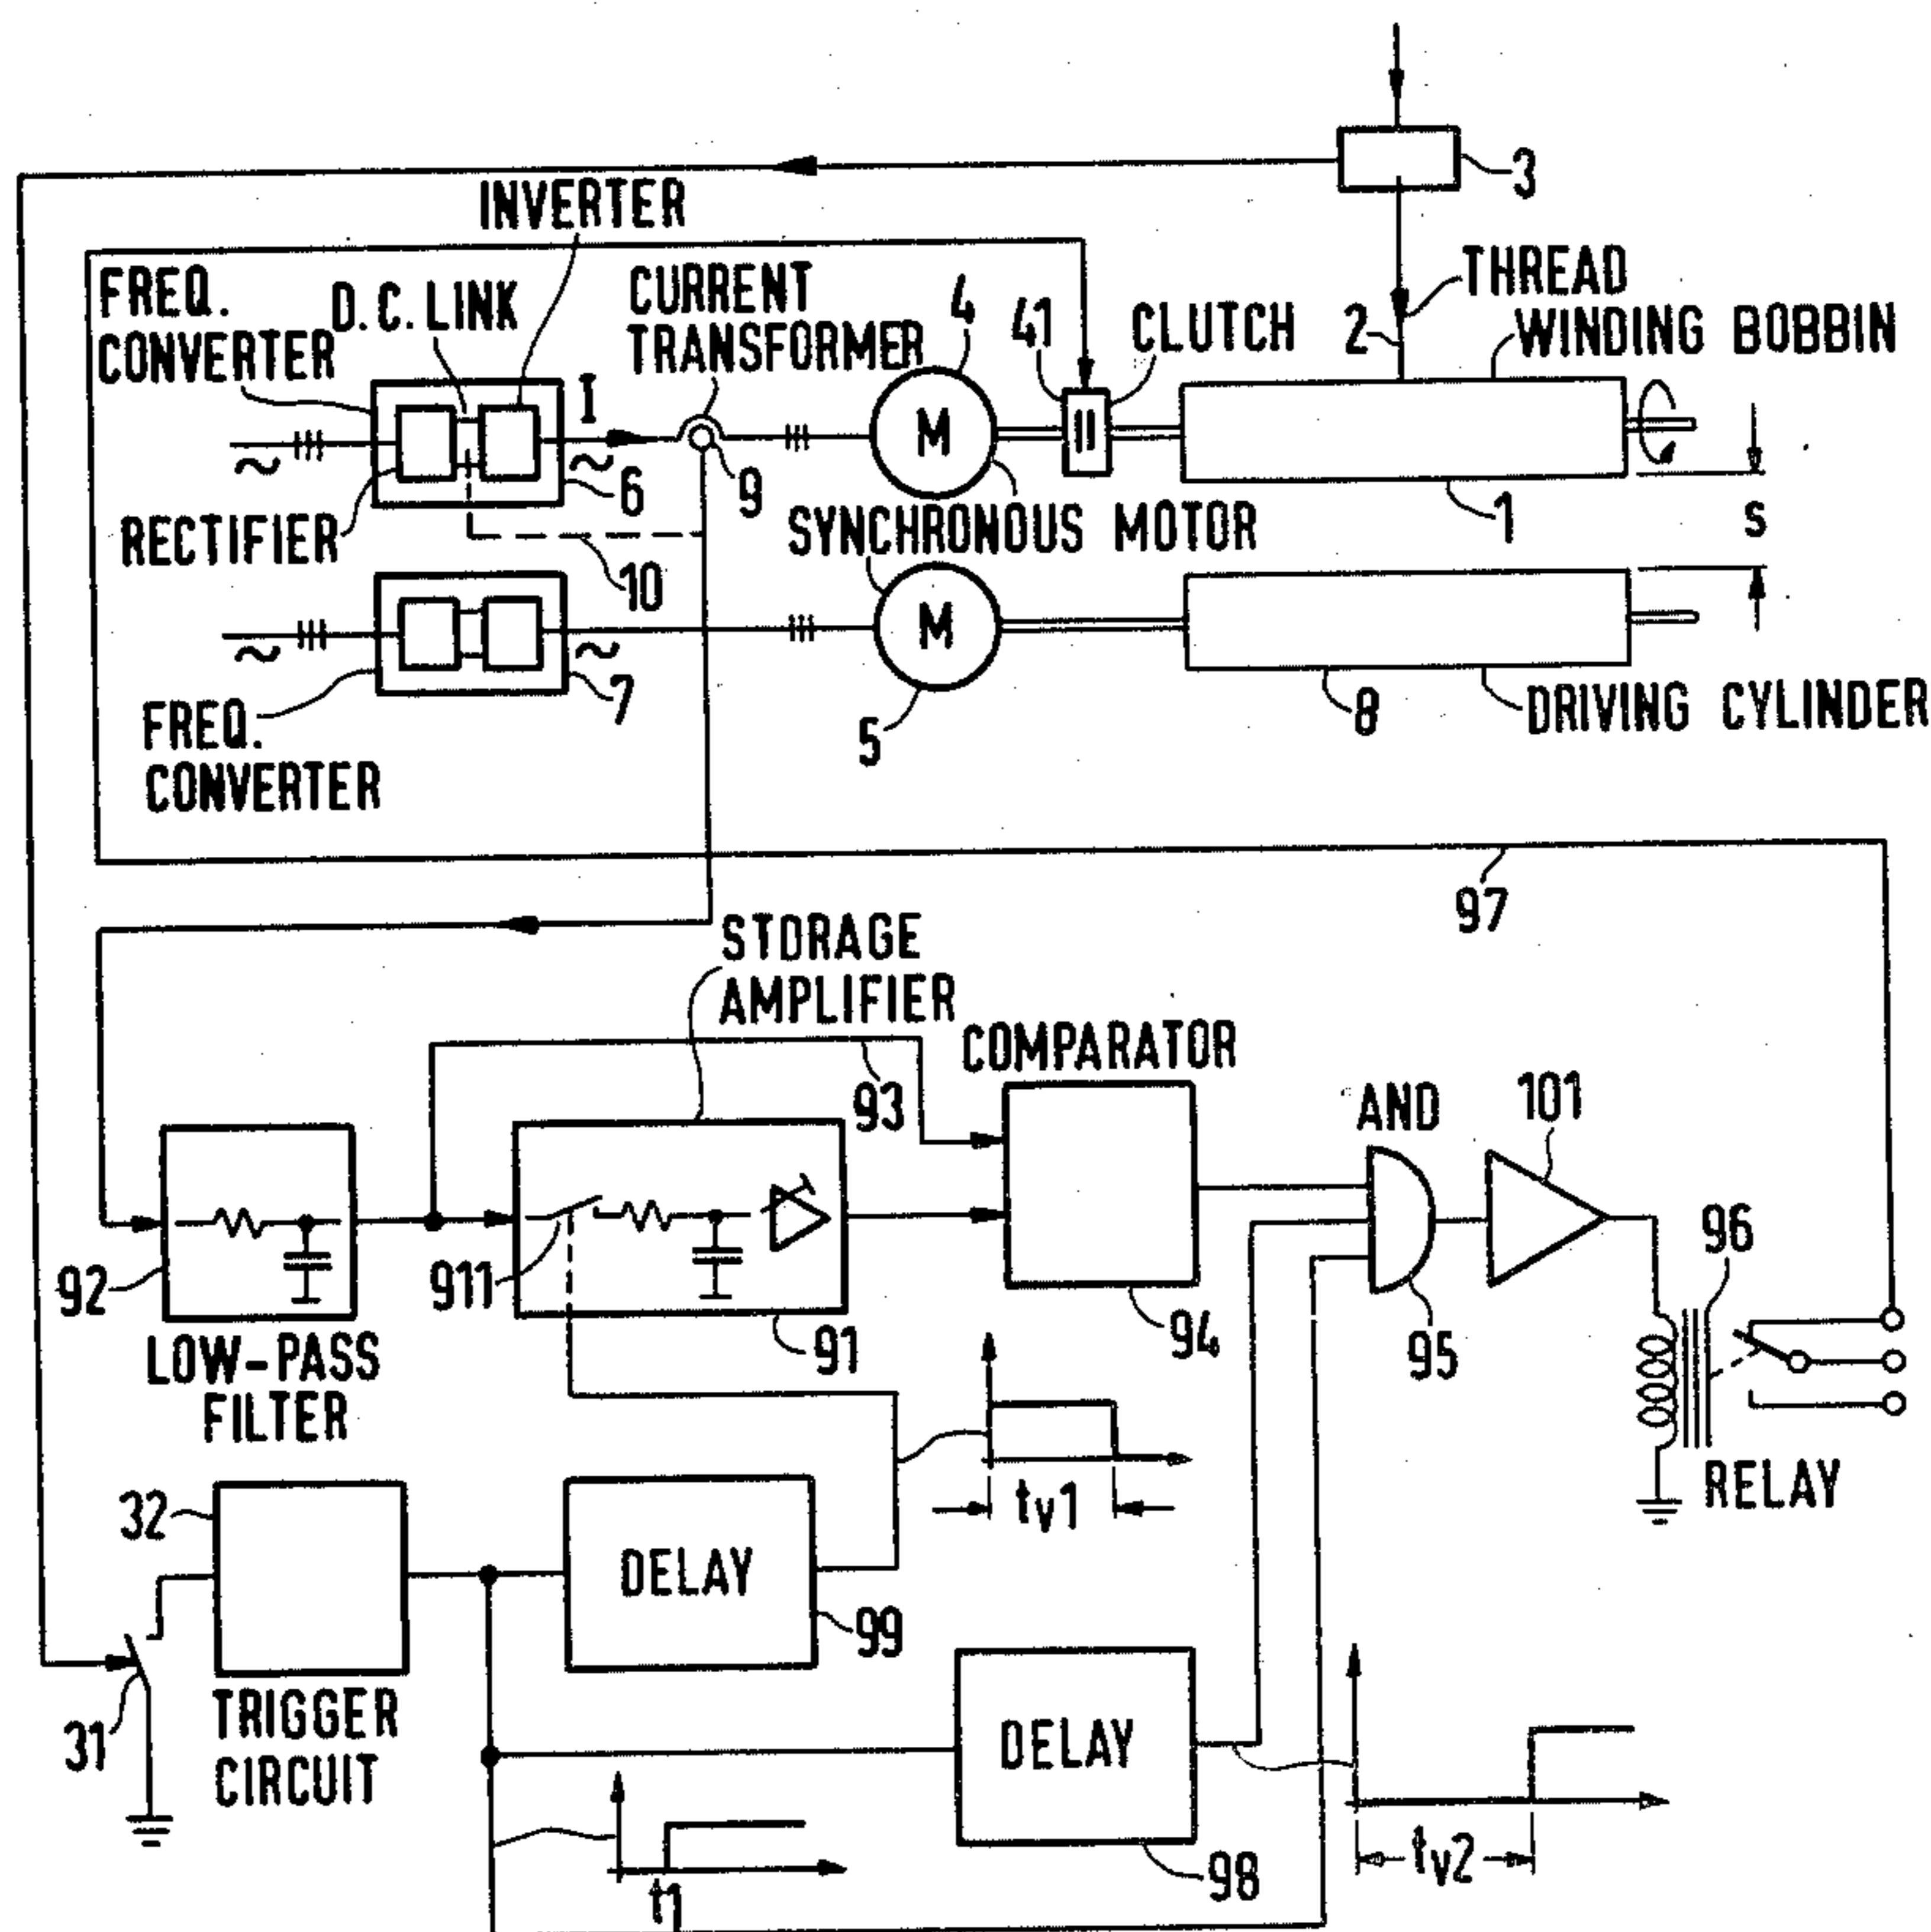 3
INVERTER
FREQ.
CONVERTER
D.C. LINK
CURRENT
TRANSFORMER
4
41
CLUTCH
THREAD
2
WINDING BOBBIN
I
M
~
~
6
9
1
S
RECTIFIER
SYNCHRONOUS MOTOR
10
M
~
~
7
5
8
DRIVING CYLINDER
FREQ.
CONVERTER
97
STORAGE
AMPLIFIER
COMPARATOR
93
AND
101
96
92
911
91
94
95
LOW-PASS
FILTER
RELAY
tv1
32
DELAY
99
31
TRIGGER
CIRCUIT
DELAY
98
t1
tv2